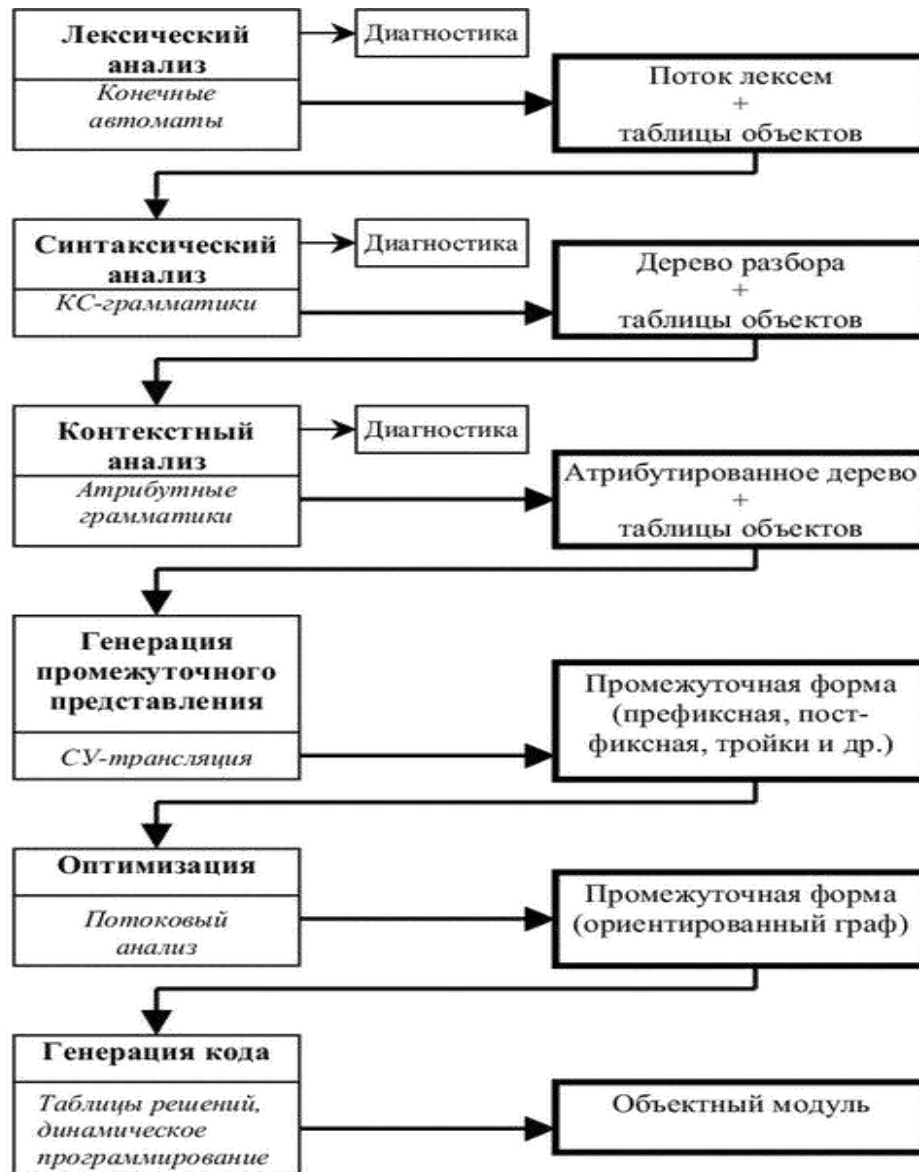 Лексический
анализ
Конечные
автоматы
Диагностика
Поток лексем
+
таблицы объектов
Синтаксический
анализ
КС-грамматики
Диагностика
Дерево разбора
+
таблицы объектов
Контекстный
анализ
Атрибутные
грамматики
Диагностика
Атрибутированное дерево
+
таблицы объектов
Генерация
промежуточного
представления
СУ-трансляция
Промежуточная форма
(префиксная, пост-
фиксная, тройки и др.)
Оптимизация
Потоковый
анализ
Промежуточная форма
(ориентированный граф)
Генерация кода
Таблицы решений,
динамическое
программирование
Объектный модуль